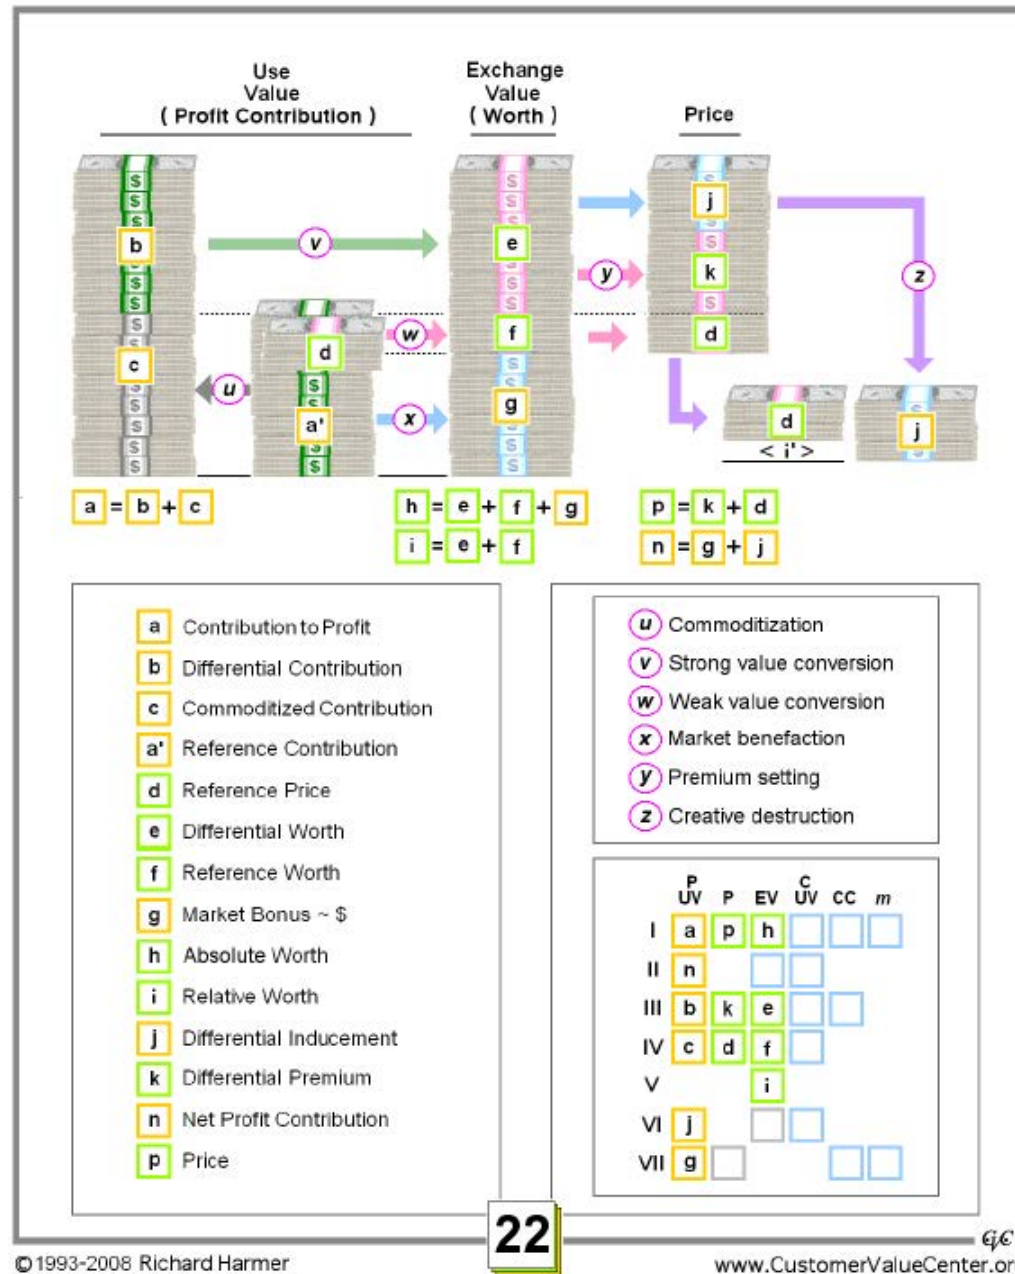 Use
Value
( Profit Contribution )
Exchange
Value
( Worth )
Price
b
v
e
j
k
y
z
c
d
w
f
d
u
a'
x
g
d
j
< i' >
a = b + c
h = e + f + g
i = e + f
p = k + d
n = g + j
a Contribution to Profit
b Differential Contribution
c Commoditized Contribution
a' Reference Contribution
d Reference Price
e Differential Worth
f Reference Worth
g Market Bonus ~ $
h Absolute Worth
i Relative Worth
j Differential Inducement
k Differential Premium
n Net Profit Contribution
p Price
u Commoditization
v Strong value conversion
w Weak value conversion
x Market benefaction
y Premium setting
z Creative destruction
P UV P EV C UV CC m
I a p h
II n
III b k e
IV c d f
V i
VI j
VII g
22
©1993-2008 Richard Harmer
www.CustomerValueCenter.or